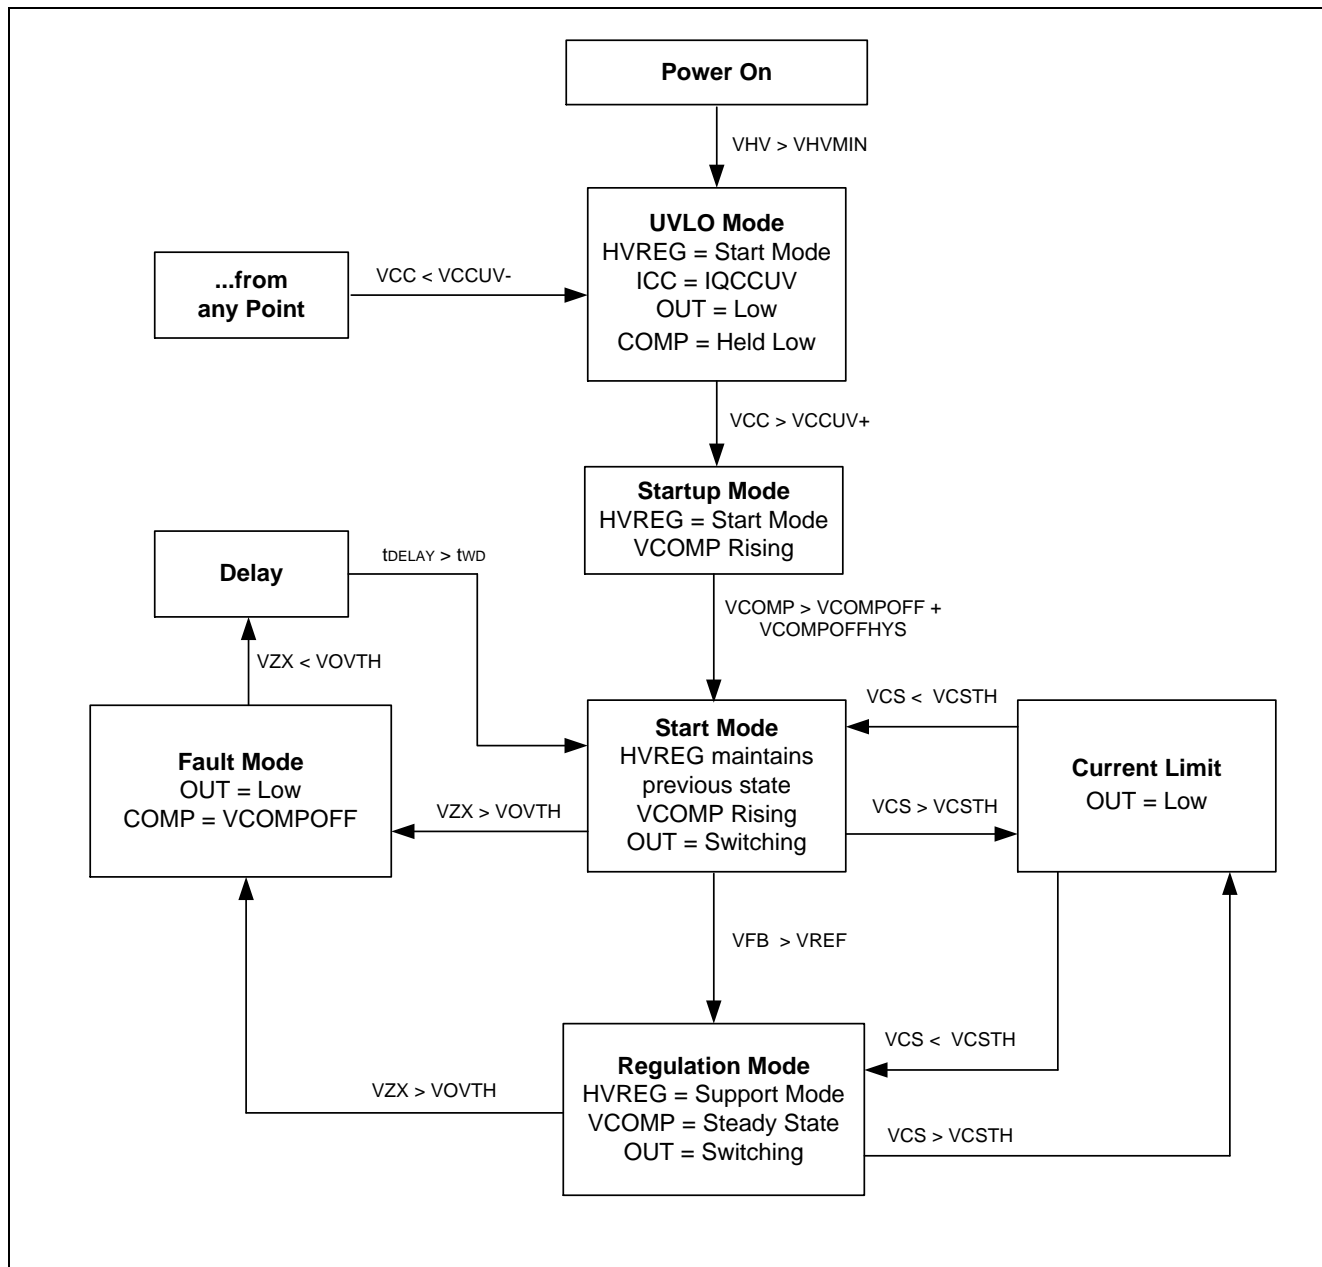 Power On
VHV > VHVMIN
UVLO Mode
HVREG = Start Mode
ICC = IQCCUV
OUT = Low
COMP = Held Low
...from
any Point
VCC < VCCUV-
VCC > VCCUV+
Startup Mode
HVREG = Start Mode
VCOMP Rising
Delay
tDELAY > tWD
VCOMP > VCOMPOFF +
VCOMPOFFHYS
VZX < VOVTH
Fault Mode
OUT = Low
COMP = VCOMPOFF
VZX > VOVTH
Start Mode
HVREG maintains
previous state
VCOMP Rising
OUT = Switching
VCS < VCSTH
VCS > VCSTH
Current Limit
OUT = Low
VFB > VREF
VZX > VOVTH
Regulation Mode
HVREG = Support Mode
VCOMP = Steady State
OUT = Switching
VCS < VCSTH
VCS > VCSTH